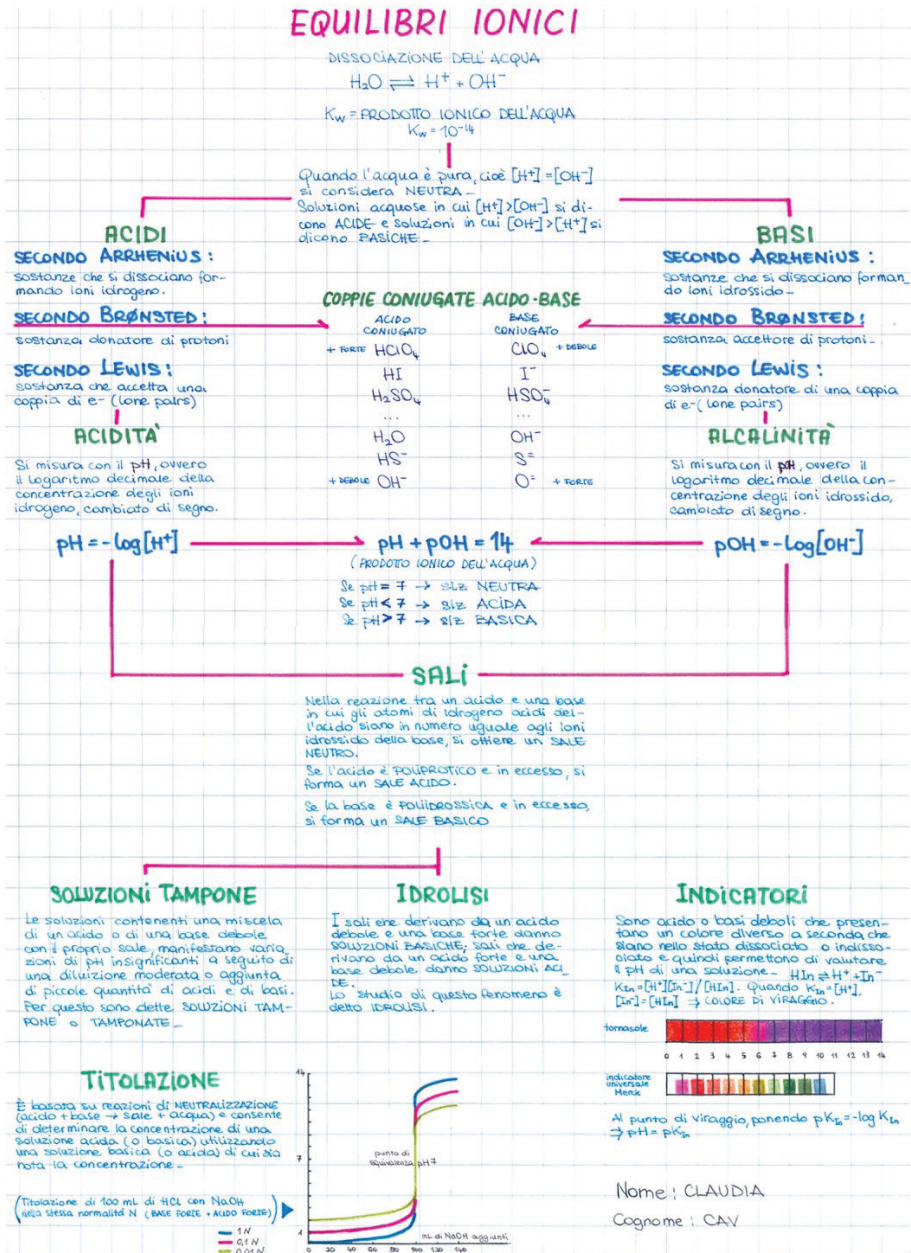 EQUILIBRI IONICI
DISSOCIAZIONE DELL'ACQUA
H₂O ⇌ H⁺ + OH⁻
Kw = PRODOTTO IONICO DELL'ACQUA
Kw = 10⁻¹⁴
Quando l'acqua è pura, cioè [H⁺] = [OH⁻]
si considera NEUTRA-
Soluzioni acquose in cui [H⁺]>[OH⁻] si di-
cono ACIDE e soluzioni in cui [OH⁻]>[H⁺] si
dicono BASICHE-
ACIDI
SECONDO ARRHENIUS:
sostanze che si dissociano for-
mando ioni idrogeno.
SECONDO BRØNSTED:
sostanza donatore di protoni
SECONDO LEWIS:
sostanza che accetta una
coppia di e- (lone pairs)
ACIDITÀ
Si misura con il pH, ovvero
il logaritmo decimale della
concentrazione degli ioni
idrogeno, cambiato di segno.
pH = -log[H⁺]
COPPIE CONIUGATE ACIDO-BASE
ACIDO CONIUGATO BASE CONIUGATO
+ FORTE HClO₄ ClO₄⁻ + DEBOLE
HI I⁻
H₂SO₄ HSO₄⁻
... ...
H₂O OH⁻
HS⁻ S⁼
+ DEBOLE OH⁻ O⁼ + FORTE
pH + pOH = 14
(PRODOTTO IONICO DELL'ACQUA)
Se pH = 7 → slz NEUTRA
Se pH < 7 → slz ACIDA
Se pH > 7 → slz BASICA
BASI
SECONDO ARRHENIUS:
sostanze che si dissociano forman_
do ioni idrossido-
SECONDO BRØNSTED:
sostanza accettore di protoni-
SECONDO LEWIS:
sostanza donatore di una coppia
di e- (lone pairs)
ALCALINITÀ
Si misura con il pH, ovvero il
logaritmo decimale della con-
centrazione degli ioni idrossido,
cambiato di segno.
pOH = -log[OH⁻]
SALI
Nella reazione tra un acido e una base
in cui gli atomi di idrogeno acidi del-
l'acido siano in numero uguale agli ioni
idrossido della base, si ottiene un SALE
NEUTRO.
Se l'acido è POLIPROTICO e in eccesso, si
forma un SALE ACIDO.
Se la base è POLIIDROSSICA e in eccesso,
si forma un SALE BASICO
SOLUZIONI TAMPONE
Le soluzioni contenenti una miscela
di un acido o di una base debole
con il proprio sale, manifestano varia_
zioni di pH insignificanti a seguito di
una diluizione moderata o aggiunta
di piccole quantità di acidi e di basi.
Per questo sono dette SOLUZIONI TAM-
PONE o TAMPONATE-
IDROLISI
I sali che derivano da un acido
debole e una base forte danno
SOLUZIONI BASICHE; sali che de-
rivano da un acido forte e una
base debole danno SOLUZIONI ACI_
DE.
Lo studio di questo fenomeno è
detto IDROLISI.
INDICATORI
Sono acido o basi deboli che presen-
tano un colore diverso a seconda che
siano nello stato dissociato o indisso-
ciato e quindi permettono di valutare
il pH di una soluzione- HIn ⇌ H⁺ + In⁻
KIn = [H⁺][In⁻]/[HIn]. Quando KIn = [H⁺],
[In⁻] = [HIn] ⇒ COLORE DI VIRAGGIO.
tornasole
0 1 2 3 4 5 6 7 8 9 10 11 12 13 14
indicatore
universale
Merck
Al punto di viraggio, ponendo pKIn = -log KIn
⇒ pH = pKIn
TITOLAZIONE
È basata su reazioni di NEUTRALIZZAZIONE
(acido + base → sale + acqua) e consente
di determinare la concentrazione di una
soluzione acida (o basica) utilizzando
una soluzione basica (o acida) di cui sia
nota la concentrazione-
(Titolazione di 100 mL di HCl con NaOH
della stessa normalità N (BASE FORTE + ACIDO FORTE))
1 N
0,1 N
0,01 N
14
7
1
punto di
equivalenza pH 7
mL di NaOH aggiunti
0 20 40 60 80 100 120 140
Nome: CLAUDIA
Cognome: CAV